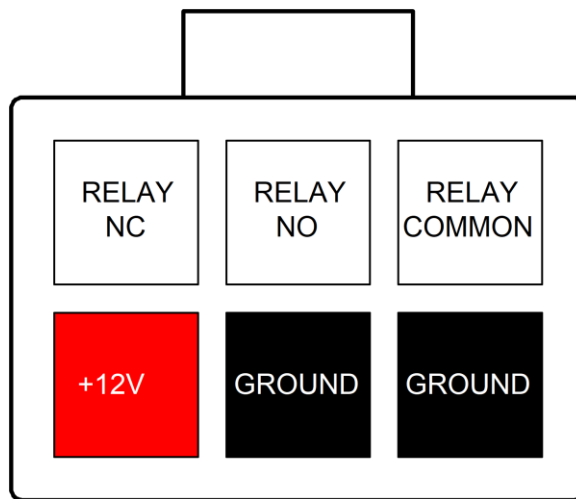 RELAY
NC
RELAY
NO
RELAY
COMMON
+12V
GROUND
GROUND